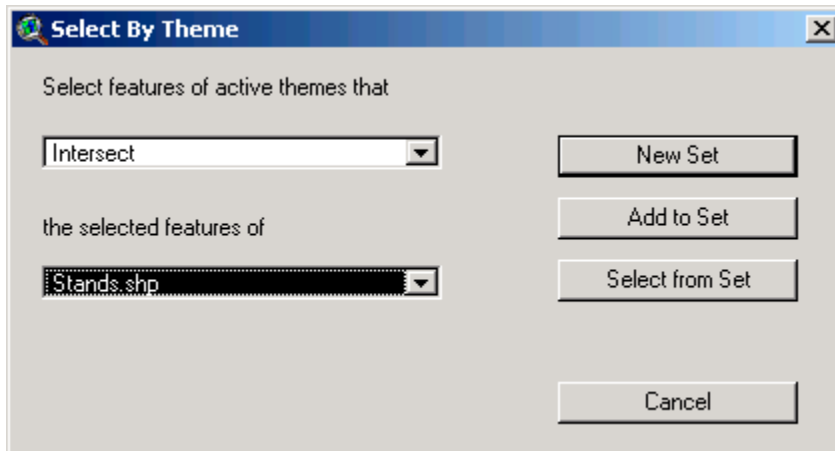 Select By Theme
Select features of active themes that
Intersect
New Set
the selected features of
Add to Set
Stands.shp
Select from Set
Cancel